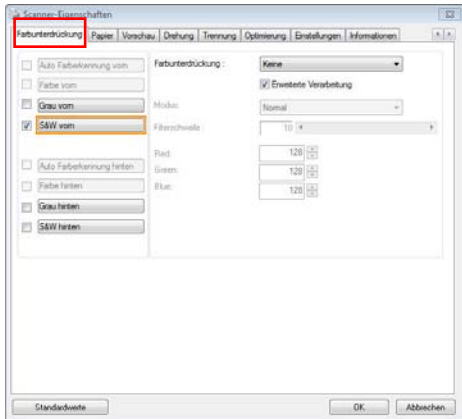 Scanner-Eigenschaften
Farbunterdrückung Papier Vorschau Drehung Trennung Optimierung Einstellungen Informationen
Auto Farbwerkennung vorn
Farbe vorn
Grau vorn
S&W vorn
Auto Farberkennung hinten
Farbe hinten
Grau hinten
S&W hinten
Farbunterdrückung :
Keine
Erweiterte Verarbeitung
Modus:
Normal
Filterschwelle :
10
Red:
128
Green:
128
Blue:
128
Standardwerte
OK
Abbrechen